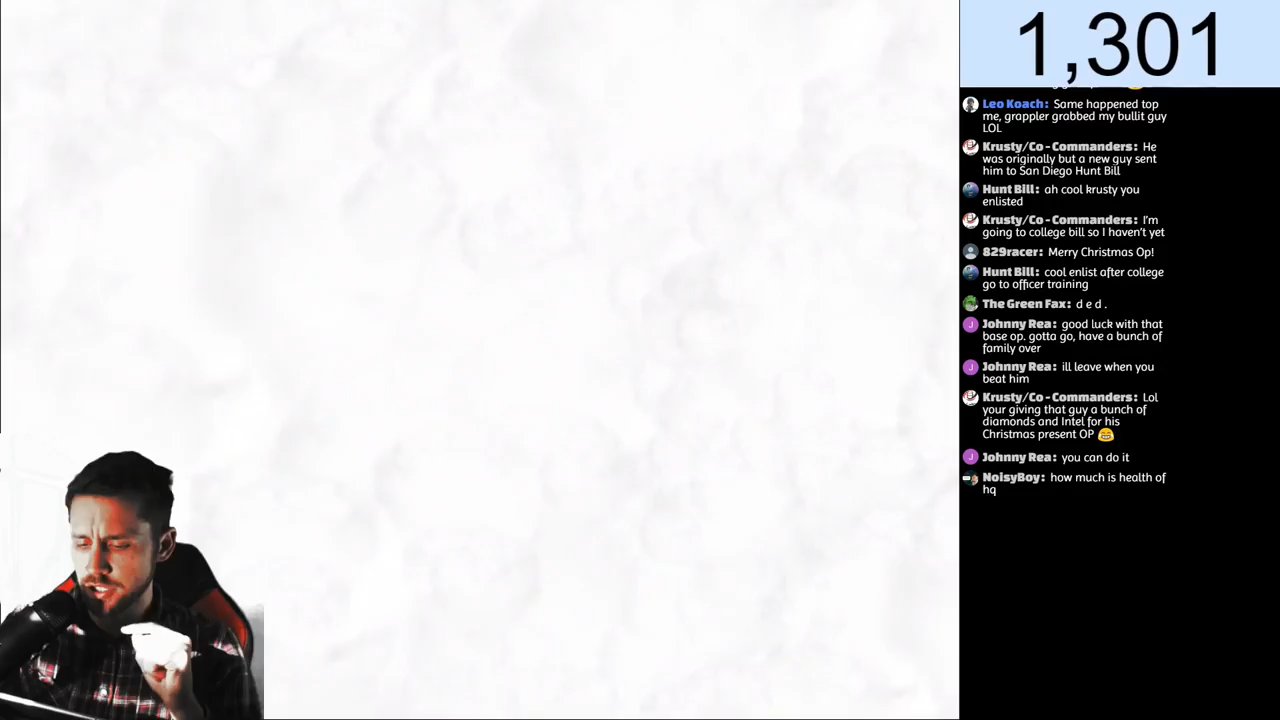 1,301
Leo Koach: Same happened top
me, grappler grabbed my bullit guy
LOL
Krusty/Co-Commanders: He
was originally but a new guy sent
him to San Diego Hunt Bill
Hunt Bill: ah cool krusty you
enlisted
Krusty/Co-Commanders: I'm
going to college bill so I haven't yet
829racer: Merry Christmas Op!
Hunt Bill: cool enlist after college
go to officer training
The Green Fax: d e d .
Johnny Rea: good luck with that
base op. gotta go, have a bunch of
family over
Johnny Rea: ill leave when you
beat him
Krusty/Co-Commanders: Lol
your giving that guy a bunch of
diamonds and Intel for his
Christmas present OP 😂
Johnny Rea: you can do it
NoisyBoy: how much is health of
hq